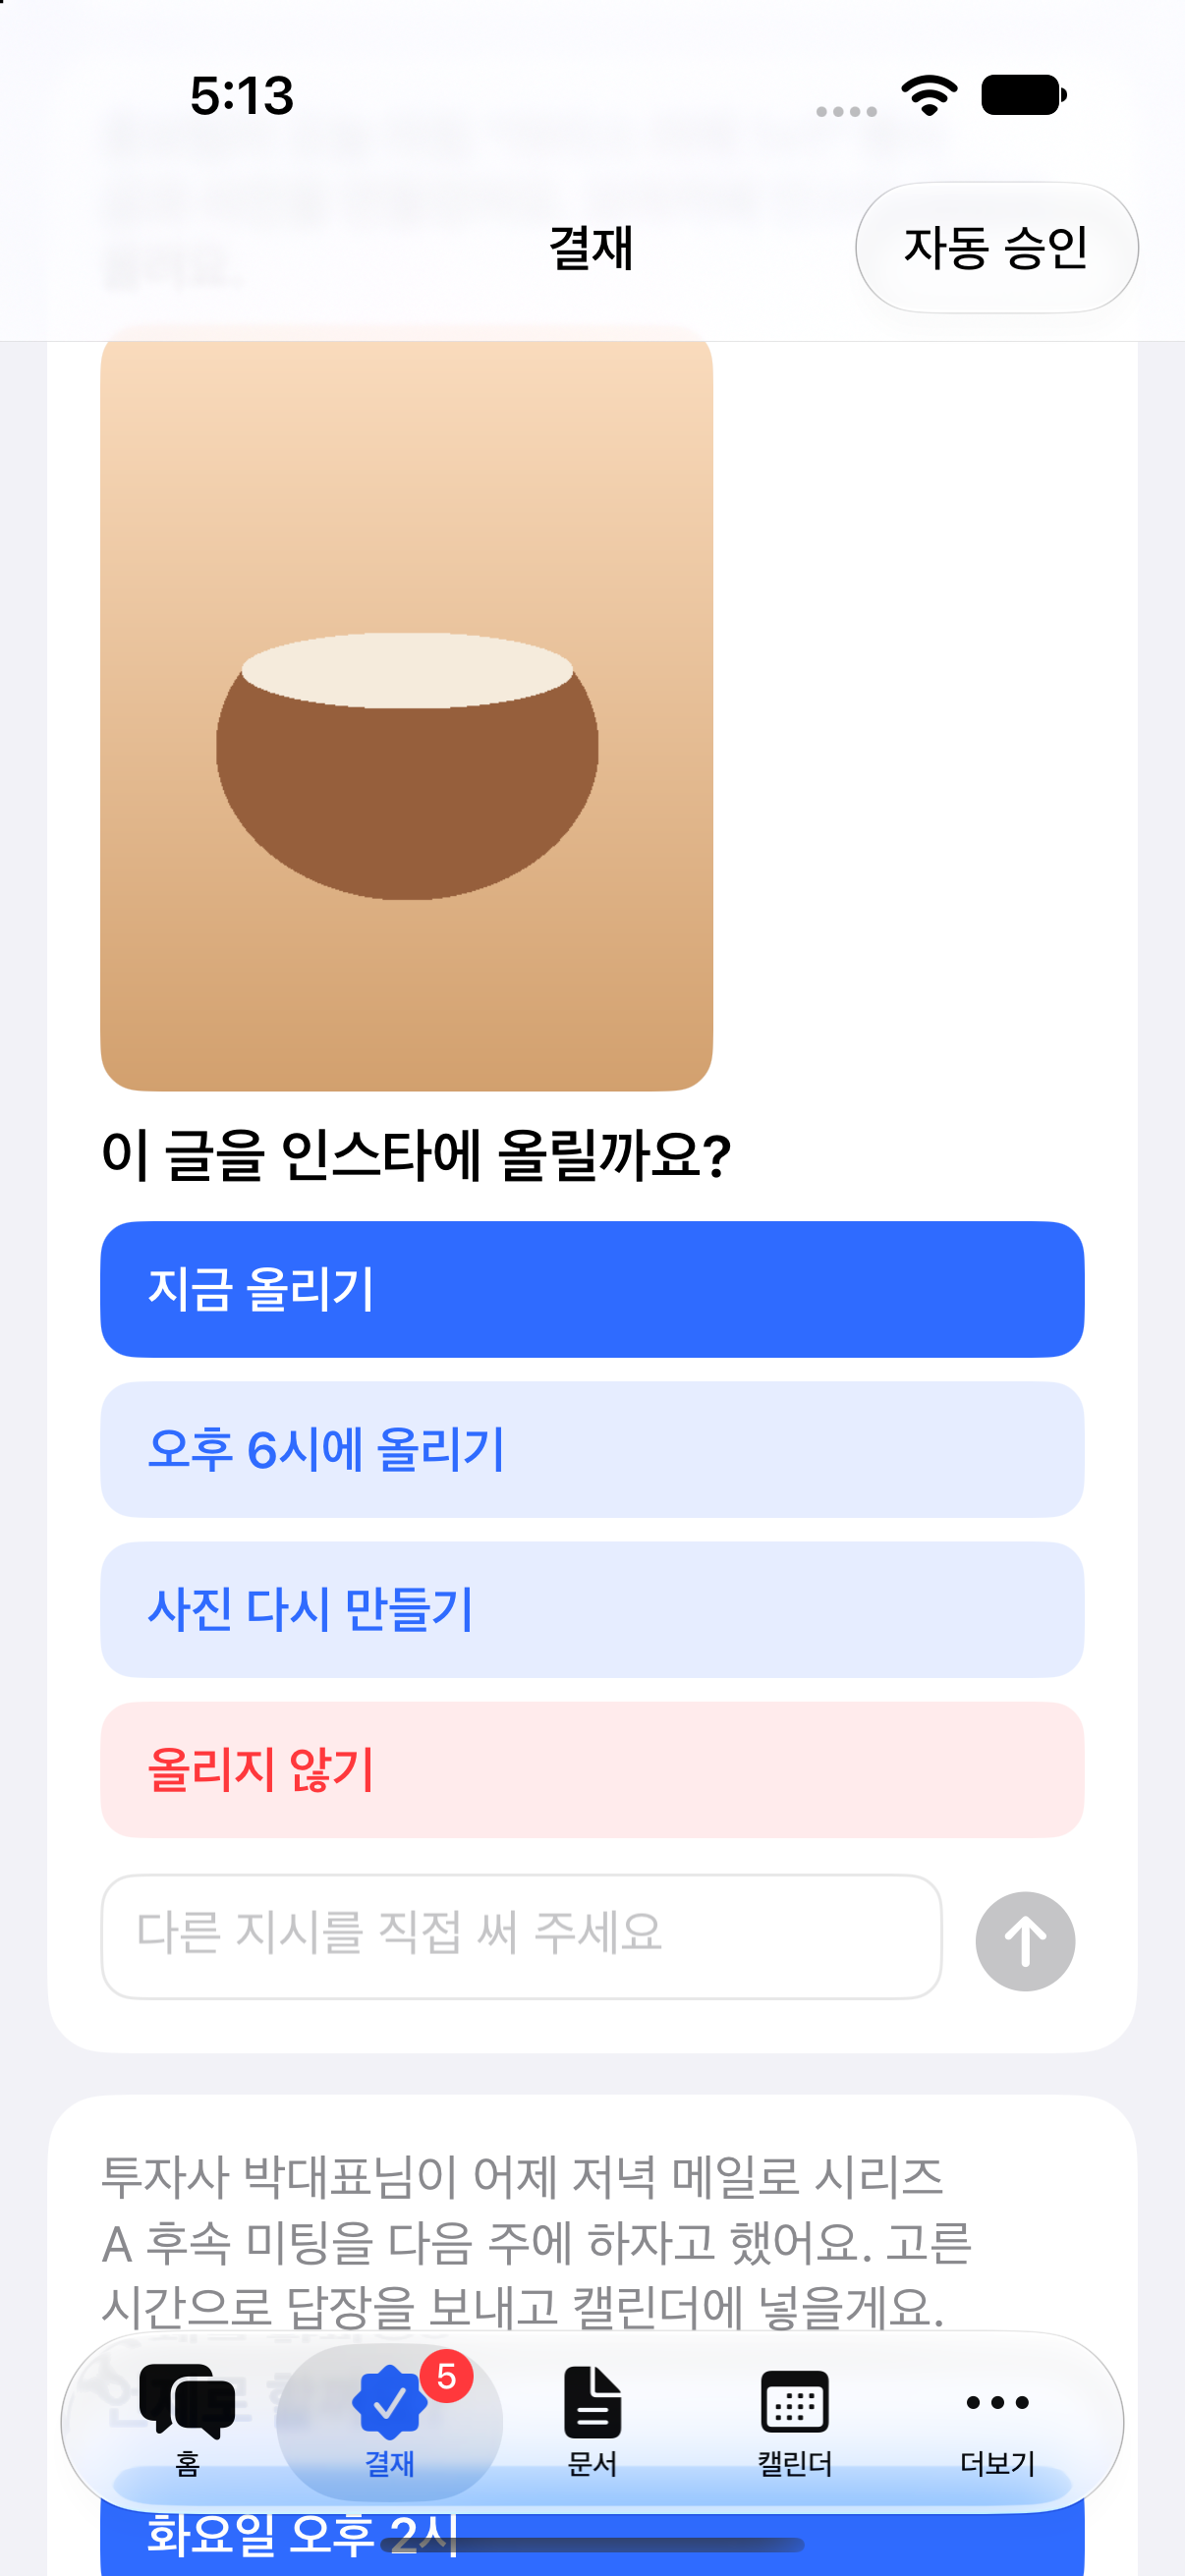 5:13
결재
자동 승인
이 글을 인스타에 올릴까요?
지금 올리기
오후 6시에 올리기
사진 다시 만들기
올리지 않기
다른 지시를 직접 써 주세요
투자사 박대표님이 어제 저녁 메일로 시리즈
A 후속 미팅을 다음 주에 하자고 했어요. 고른
시간으로 답장을 보내고 캘린더에 넣을게요.
5
홈
결재
문서
캘린더
더보기
화요일 오후 2시